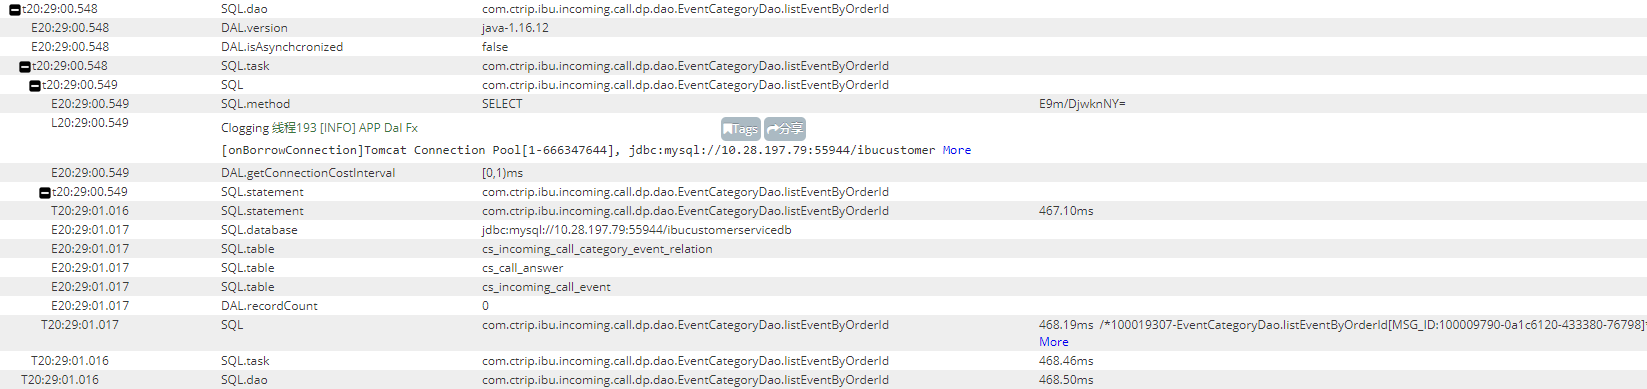 t20:29:00.548 SQL.dao com.ctrip.ibu.incoming.call.dp.dao.EventCategoryDao.listEventByOrderId
E20:29:00.548 DAL.version java-1.16.12
E20:29:00.548 DAL.isAsynchcronized false
t20:29:00.548 SQL.task com.ctrip.ibu.incoming.call.dp.dao.EventCategoryDao.listEventByOrderId
t20:29:00.549 SQL com.ctrip.ibu.incoming.call.dp.dao.EventCategoryDao.listEventByOrderId
E20:29:00.549 SQL.method SELECT E9m/DjwknNY=
L20:29:00.549 Clogging 线程193 [INFO] APP Dal Fx Tags 分享
[onBorrowConnection]Tomcat Connection Pool[1-666347644], jdbc:mysql://10.28.197.79:55944/ibucustomer More
E20:29:00.549 DAL.getConnectionCostInterval [0,1)ms
t20:29:00.549 SQL.statement com.ctrip.ibu.incoming.call.dp.dao.EventCategoryDao.listEventByOrderId
T20:29:01.016 SQL.statement com.ctrip.ibu.incoming.call.dp.dao.EventCategoryDao.listEventByOrderId 467.10ms
E20:29:01.017 SQL.database jdbc:mysql://10.28.197.79:55944/ibucustomerservicedb
E20:29:01.017 SQL.table cs_incoming_call_category_event_relation
E20:29:01.017 SQL.table cs_call_answer
E20:29:01.017 SQL.table cs_incoming_call_event
E20:29:01.017 DAL.recordCount 0
T20:29:01.017 SQL com.ctrip.ibu.incoming.call.dp.dao.EventCategoryDao.listEventByOrderId 468.19ms /*100019307-EventCategoryDao.listEventByOrderId[MSG_ID:100009790-0a1c6120-433380-76798]*
More
T20:29:01.016 SQL.task com.ctrip.ibu.incoming.call.dp.dao.EventCategoryDao.listEventByOrderId 468.46ms
T20:29:01.016 SQL.dao com.ctrip.ibu.incoming.call.dp.dao.EventCategoryDao.listEventByOrderId 468.50ms